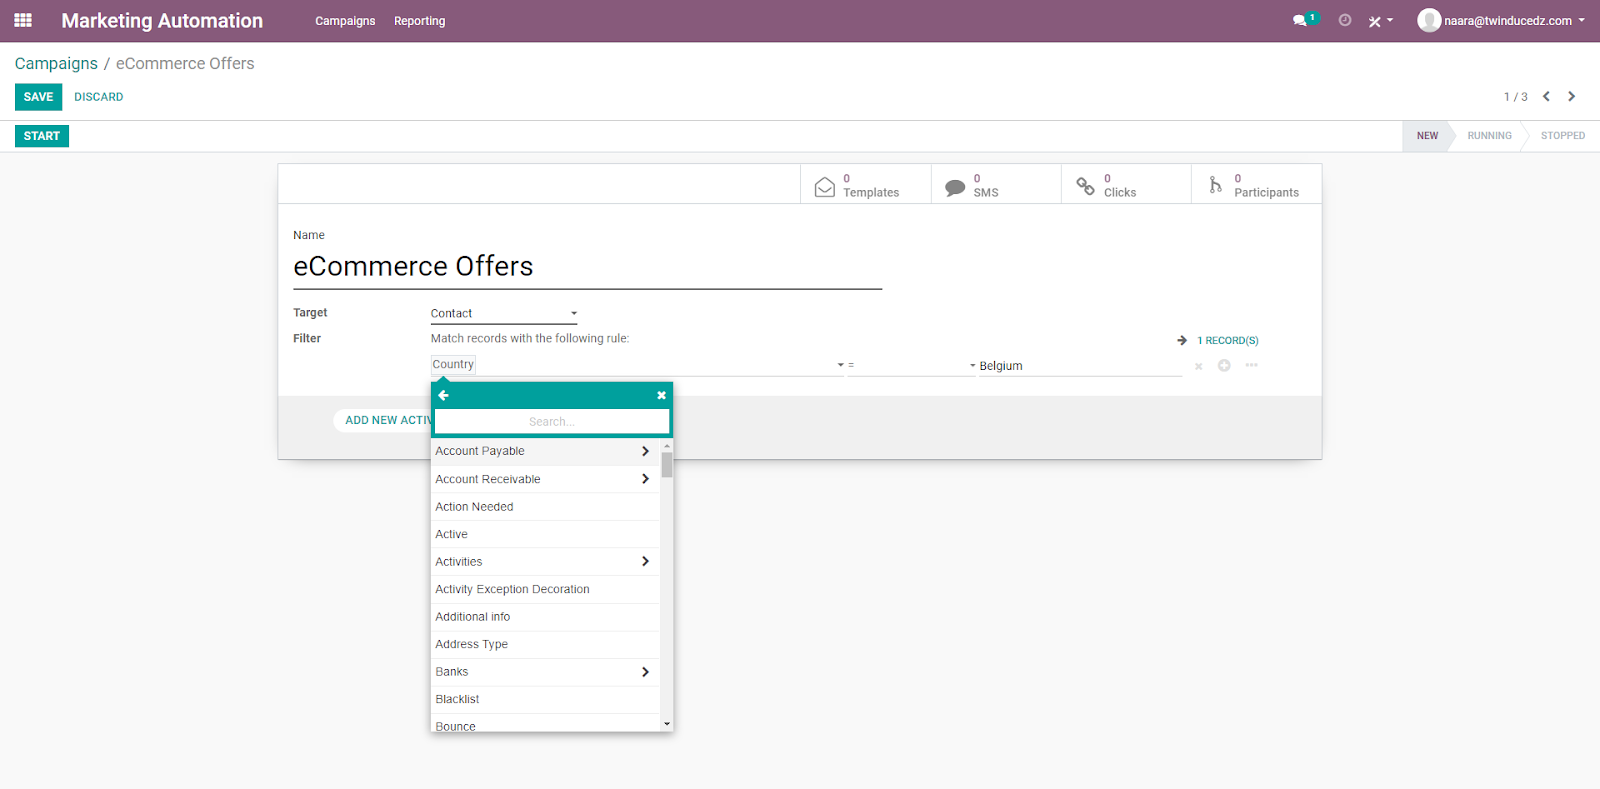 Marketing Automation Campaigns Reporting 1 naara@twinducedz.com
Campaigns / eCommerce Offers
SAVE DISCARD 1 / 3
START NEW RUNNING STOPPED
0 Templates
0 SMS
0 Clicks
0 Participants
Name
eCommerce Offers
Target Contact
Filter Match records with the following rule: 1 RECORD(S)
Country = Belgium
ADD NEW ACTIV
Search...
Account Payable
Account Receivable
Action Needed
Active
Activities
Activity Exception Decoration
Additional info
Address Type
Banks
Blacklist
Bounce